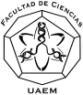 FACULTAD DE CIENCIAS
UAEM